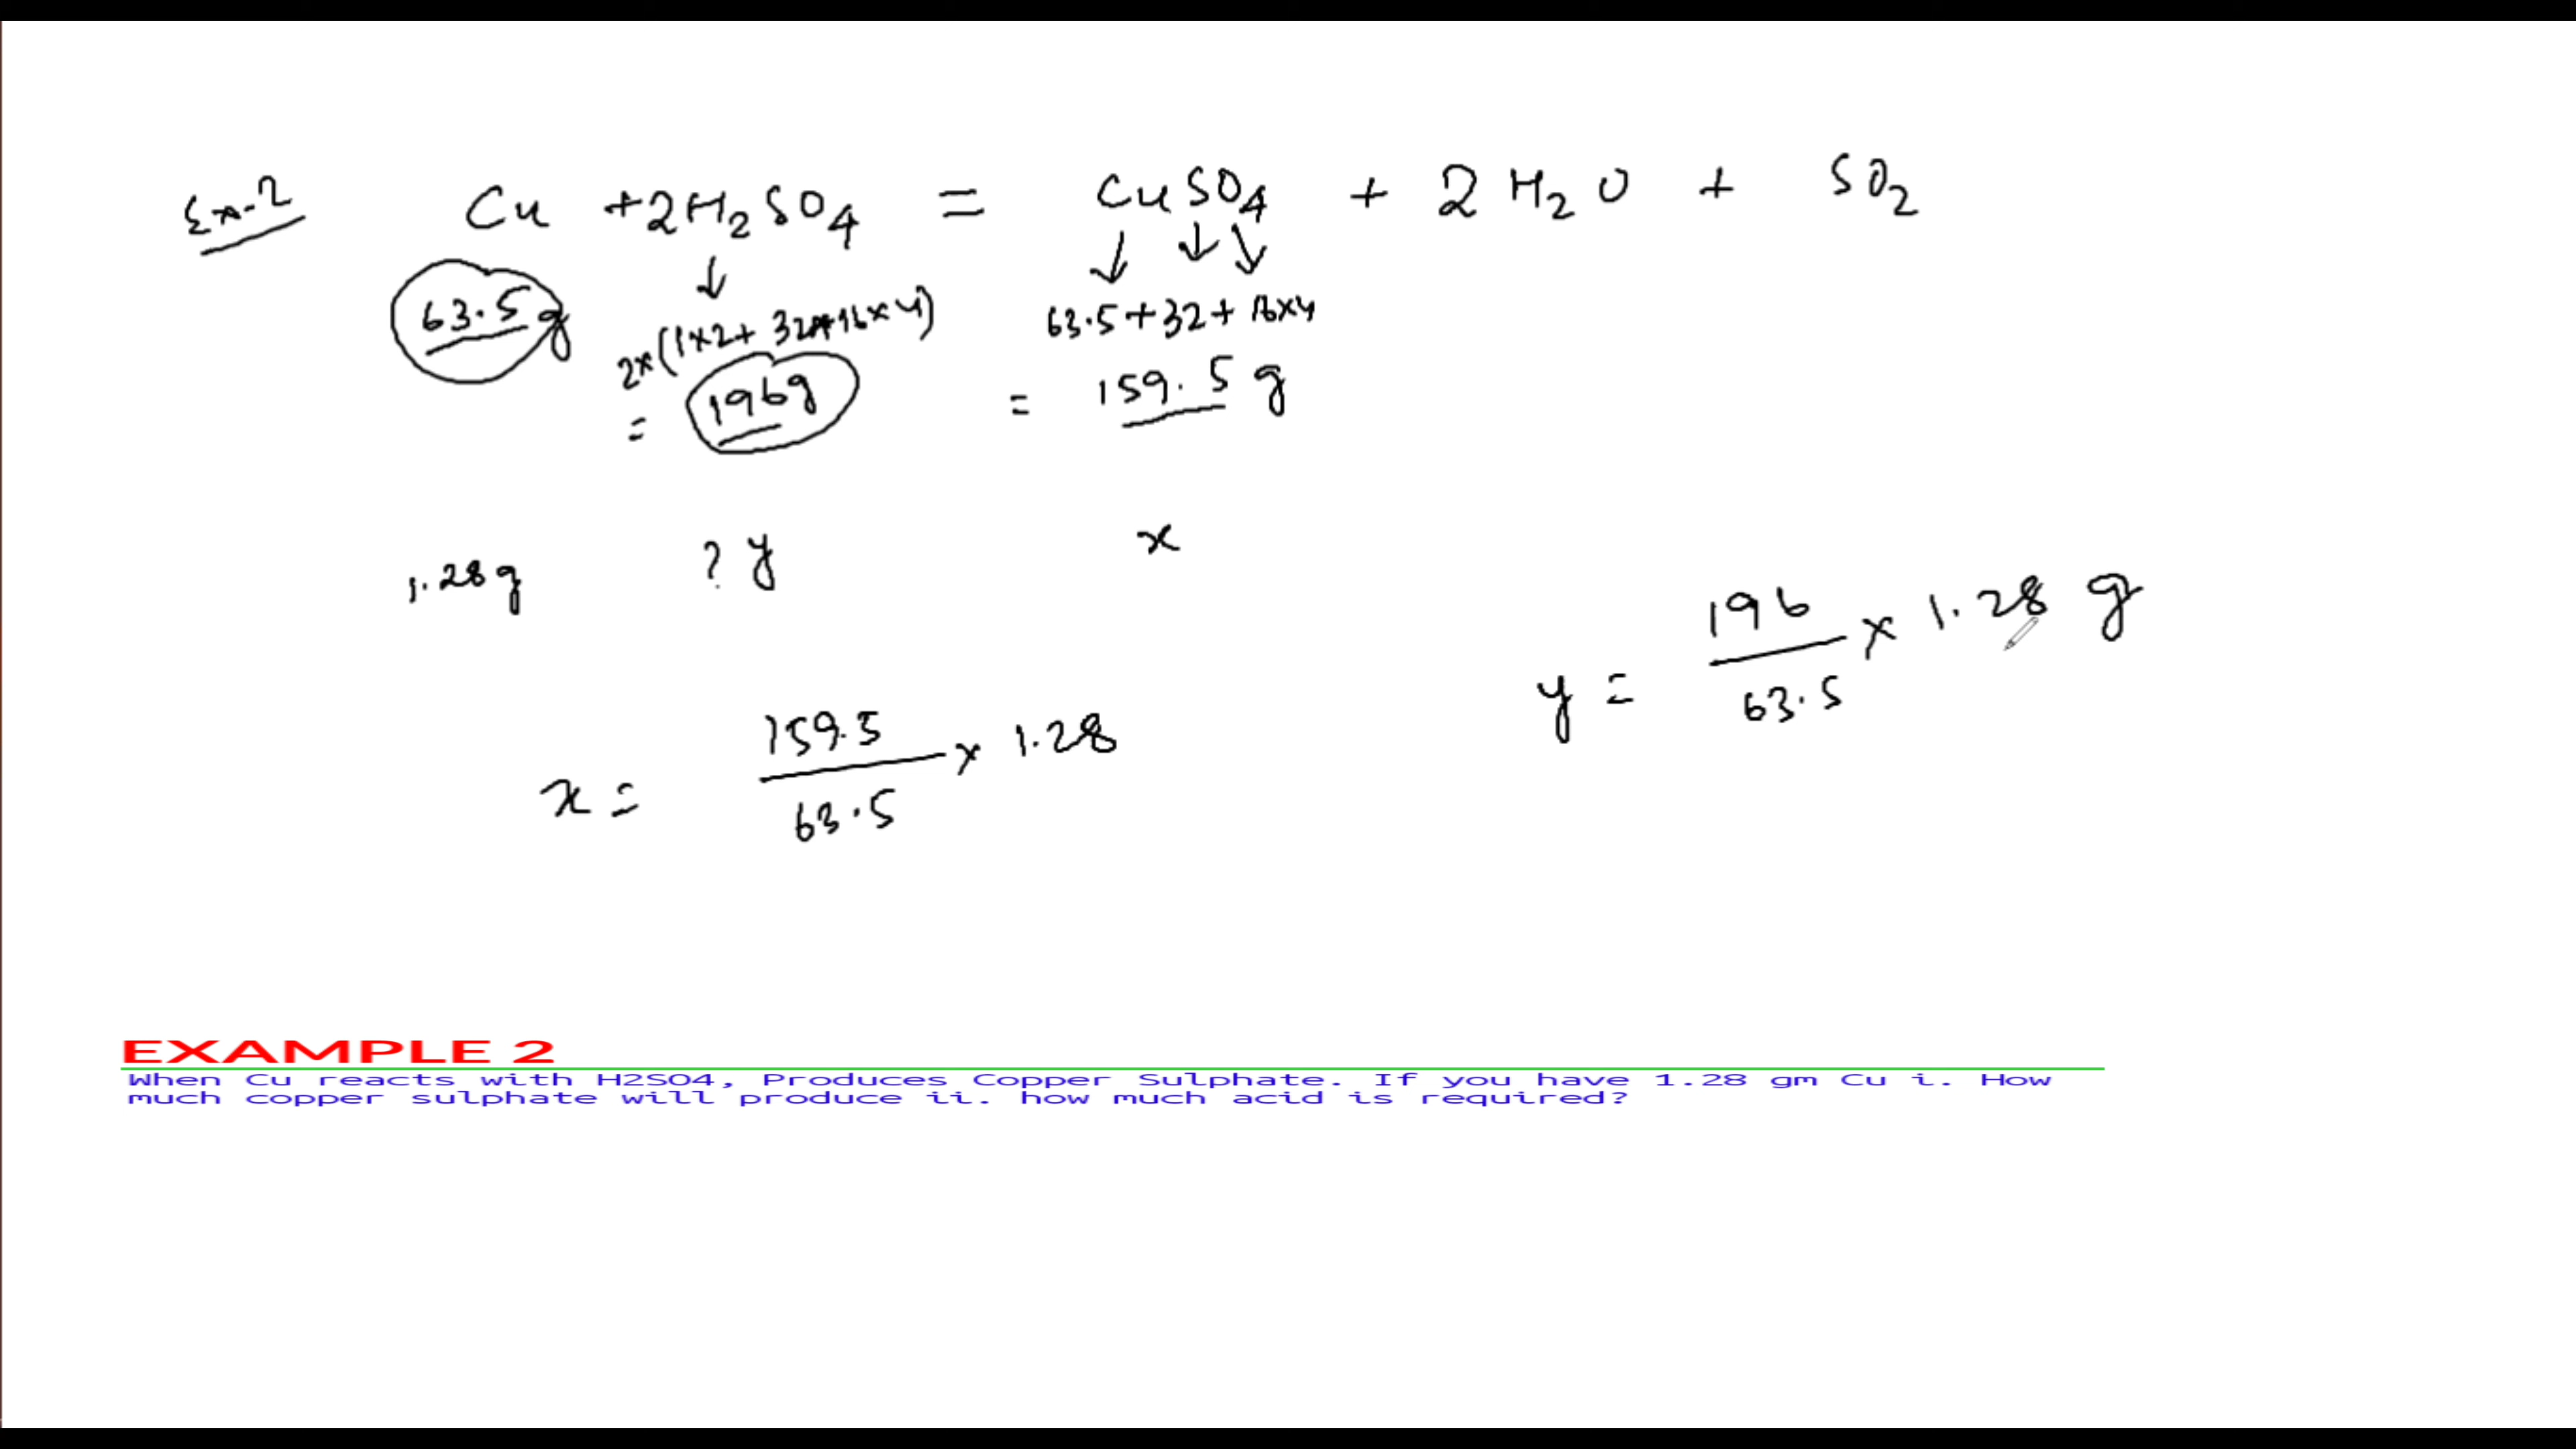 Ex-2 Cu + 2H₂SO₄ = CuSO₄ + 2H₂O + SO₂
↓ ↓ ↓ ↓
63.5g 2×(1×2+32+16×4) 63.5+32+16×4
= 196g = 159.5 g
1.28g ? y x
y = 196/63.5 × 1.28 g
x = 159.5/63.5 × 1.28
EXAMPLE 2
When Cu reacts with H2SO4, Produces Copper Sulphate. If you have 1.28 gm Cu i. How
much copper sulphate will produce ii. how much acid is required?